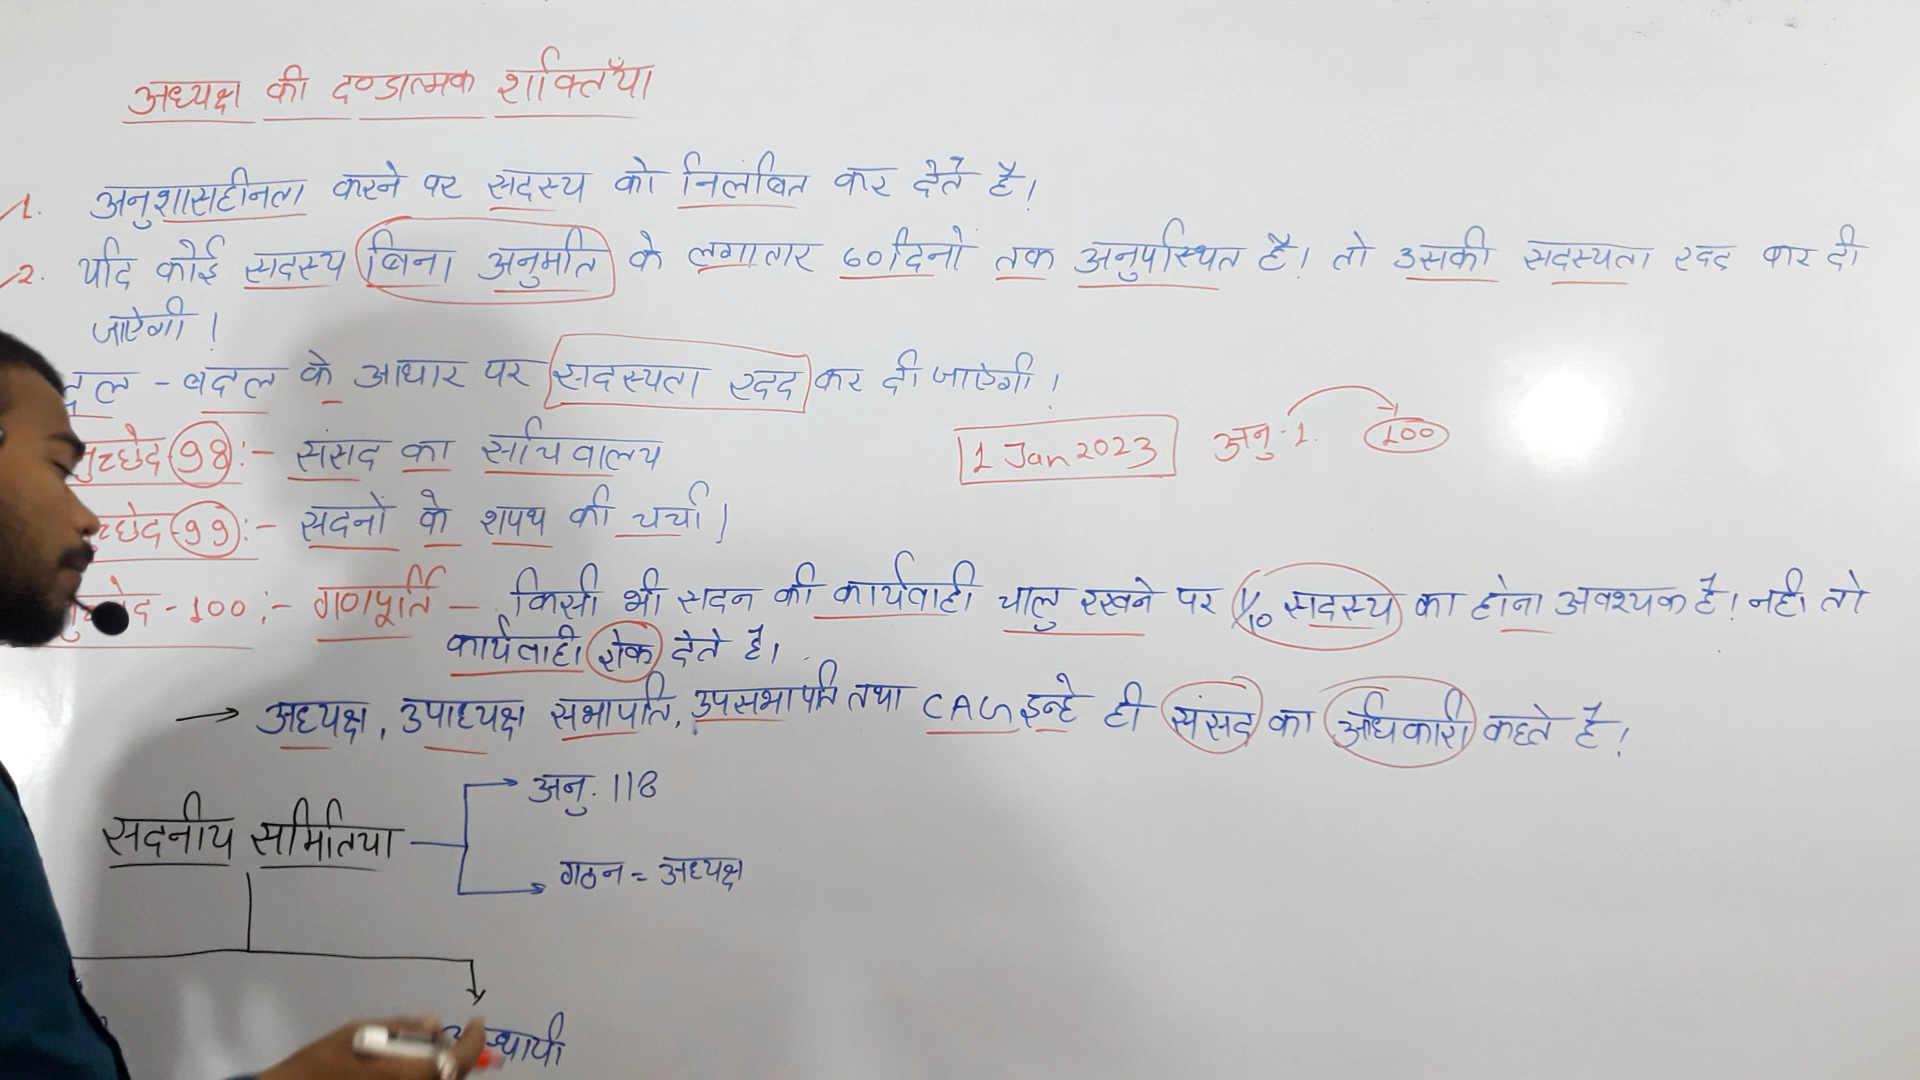 अध्यक्ष की दण्डात्मक शक्तियाँ
1. अनुशासहीनता करने पर सदस्य को निलंबित कर देते है।
2. यदि कोई सदस्य बिना अनुमति के लगातार 60 दिनों तक अनुपस्थित है। तो उसकी सदस्यता रद्द कर दी
जाऐगी।
दल - बदल के आधार पर सदस्यता रद्द कर दी जाऐगी।
नुच्छेद 98 :- संसद का सचिवालय
1 Jan 2023 अनु. 1. 100
च्छेद 99 :- सदनों के शपथ की चर्चा।
100 :- गणपूर्ति - किसी भी सदन की कार्यवाही चालु रखने पर 1/10 सदस्य का होना अवश्यक है। नही तो
कार्यवाही रोक देते है।
→ अध्यक्ष, उपाध्यक्ष सभापति, उपसभापति तथा CAG इन्हे ही संसद का अधिकारी कहते है।
अनु. 118
सदनीय समितिया
गठन = अध्यक्ष
स्थायी